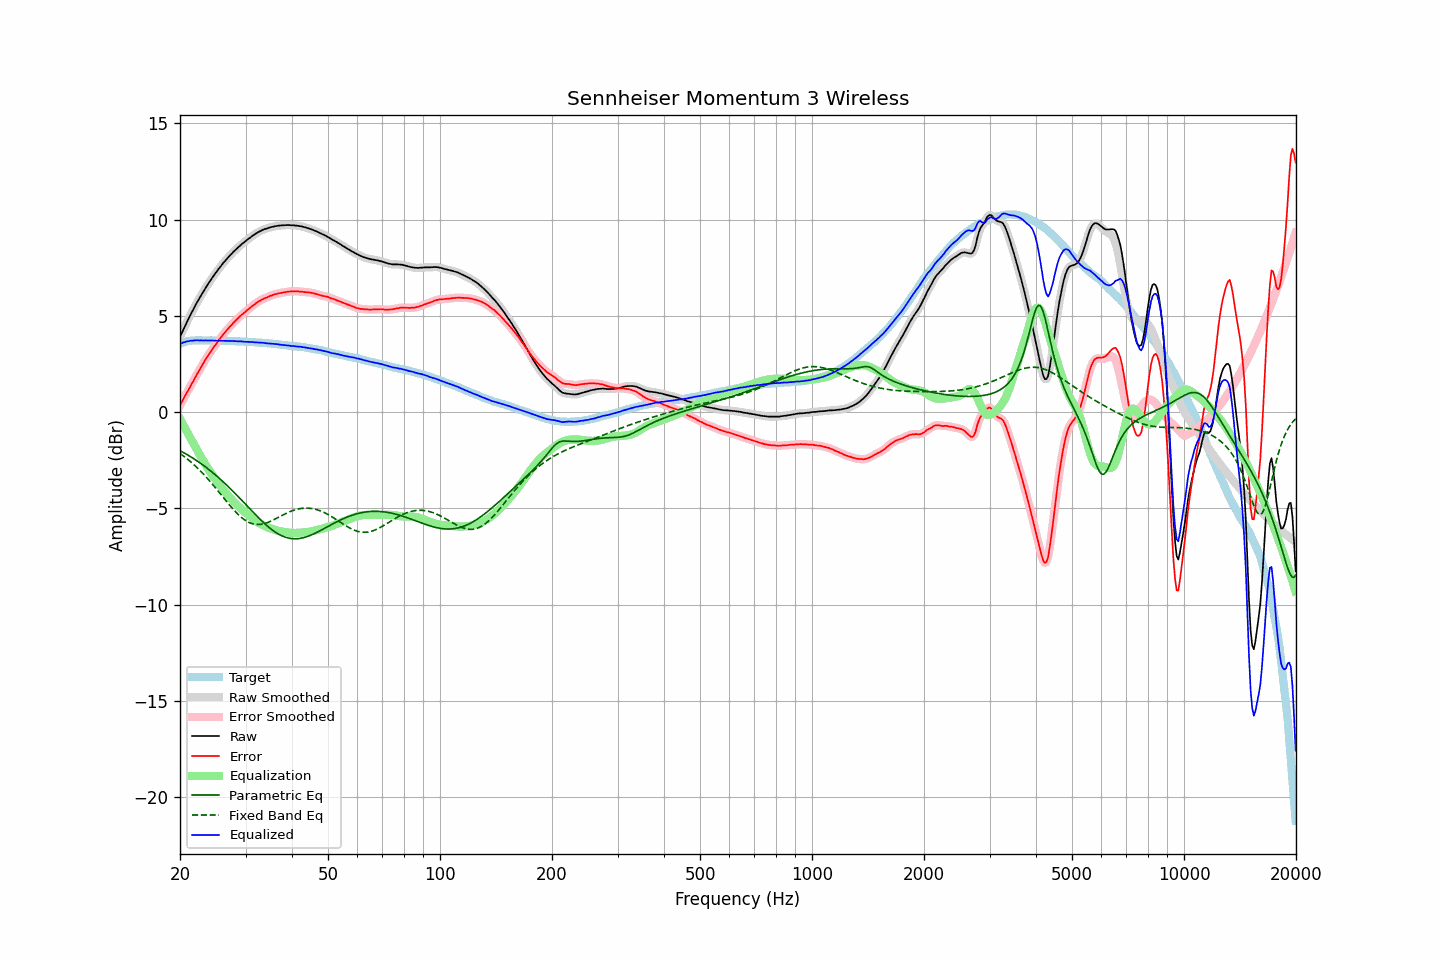 Sennheiser Momentum 3 Wireless
15
10
5
0
−5
−10
−15
−20
Amplitude (dBr)
Target
Raw Smoothed
Error Smoothed
Raw
Error
Equalization
Parametric Eq
Fixed Band Eq
Equalized
20 50 100 200 500 1000 2000 5000 10000 20000
Frequency (Hz)